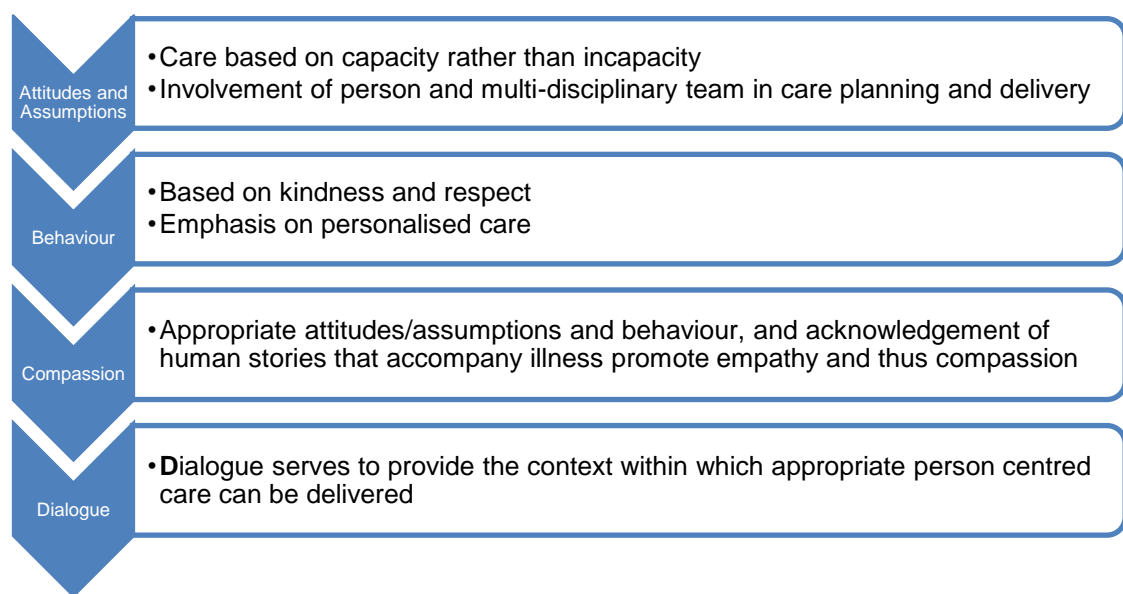 Attitudes and
Assumptions
•Care based on capacity rather than incapacity
•Involvement of person and multi-disciplinary team in care planning and delivery
Behaviour
•Based on kindness and respect
•Emphasis on personalised care
Compassion
•Appropriate attitudes/assumptions and behaviour, and acknowledgement of
human stories that accompany illness promote empathy and thus compassion
Dialogue
•Dialogue serves to provide the context within which appropriate person centred
care can be delivered